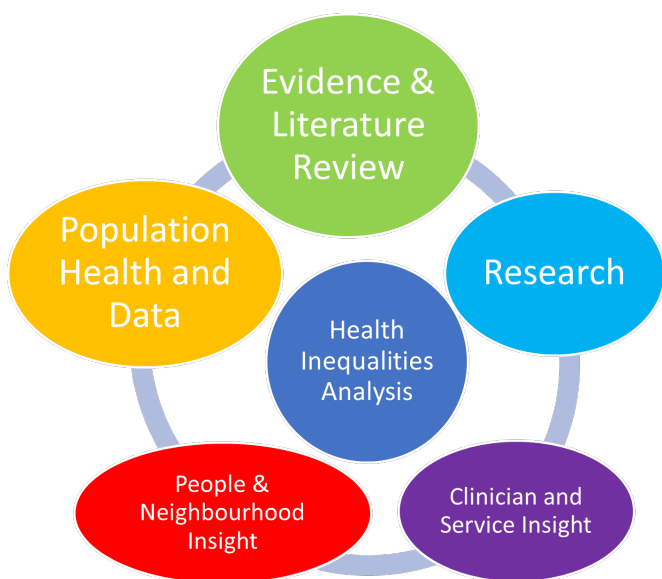 Evidence &
Literature
Review
Population
Health and
Data
Research
Health
Inequalities
Analysis
People &
Neighbourhood
Insight
Clinician and
Service Insight